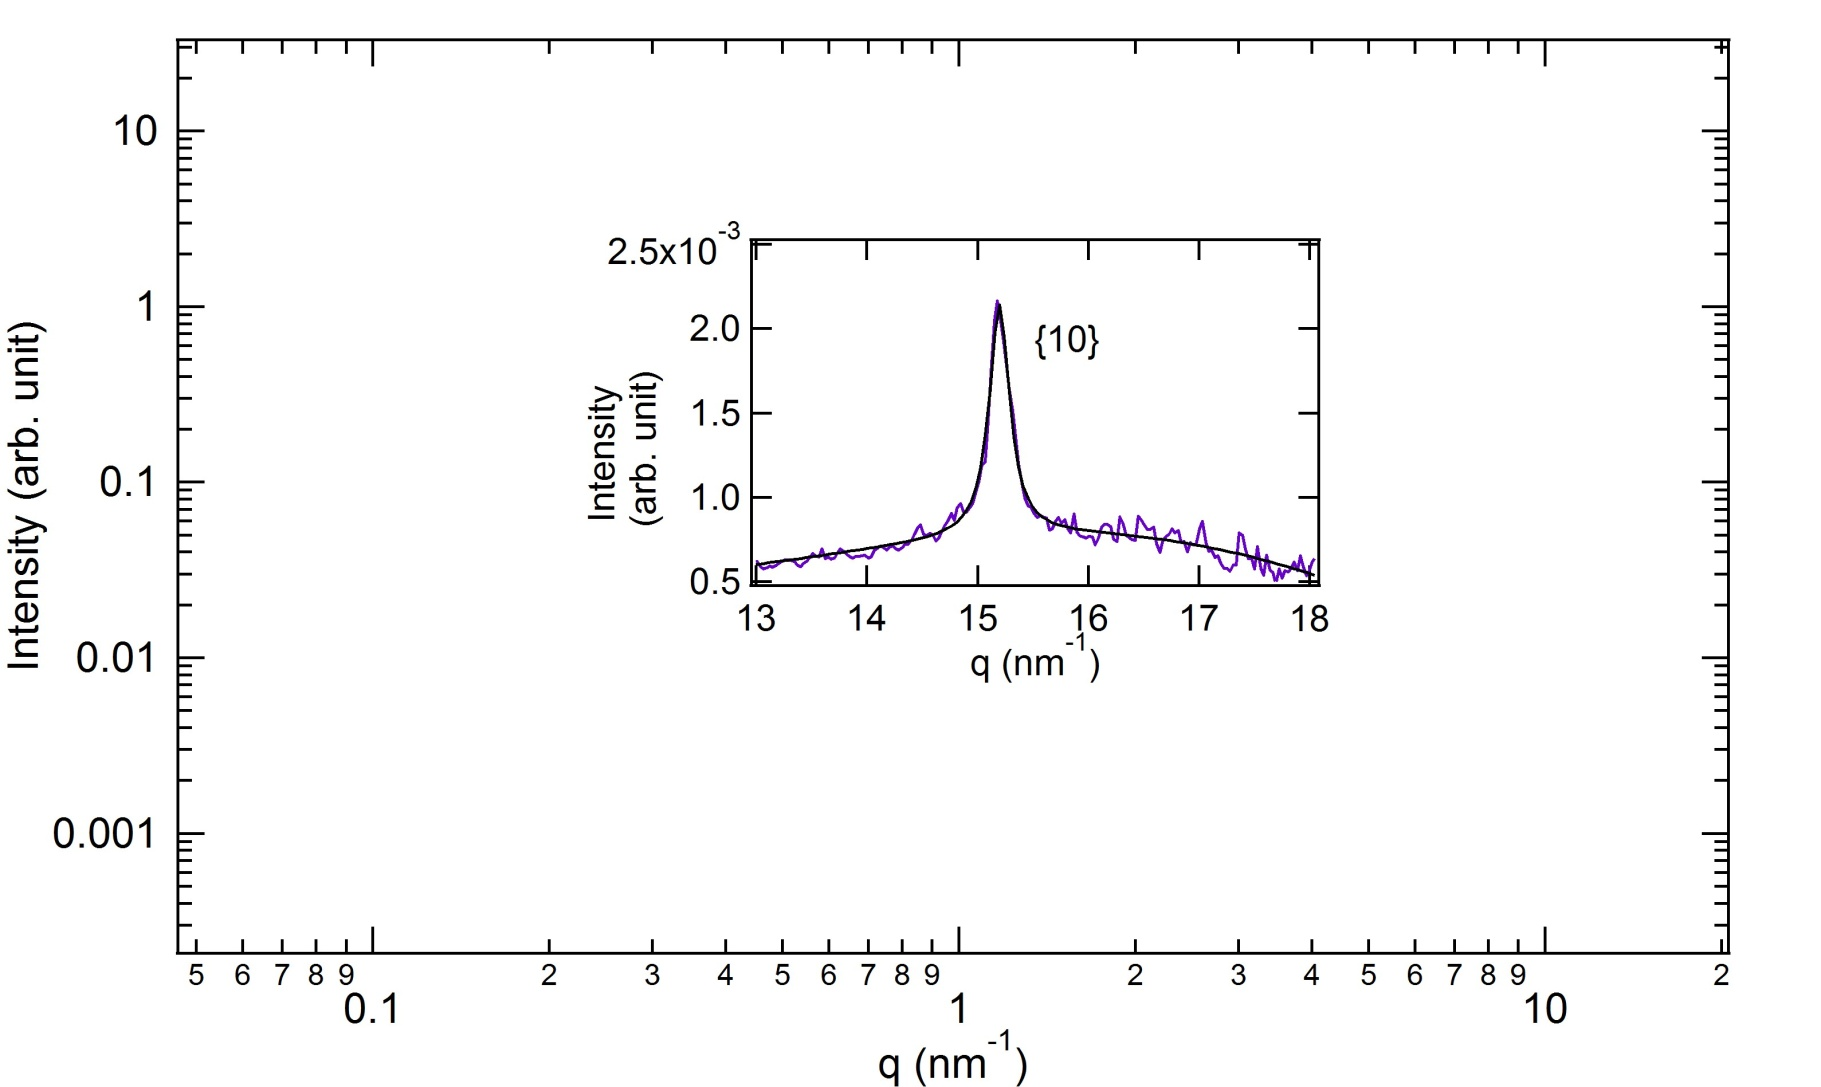 Intensity (arb. unit)
10
1
0.1
0.01
0.001
2.5x10-3
2.0
1.5
1.0
0.5
Intensity
(arb. unit)
{10}
13 14 15 16 17 18
q (nm-1)
5 6 7 8 9 2 3 4 5 6 7 8 9 2 3 4 5 6 7 8 9 2
0.1 1 10
q (nm-1)